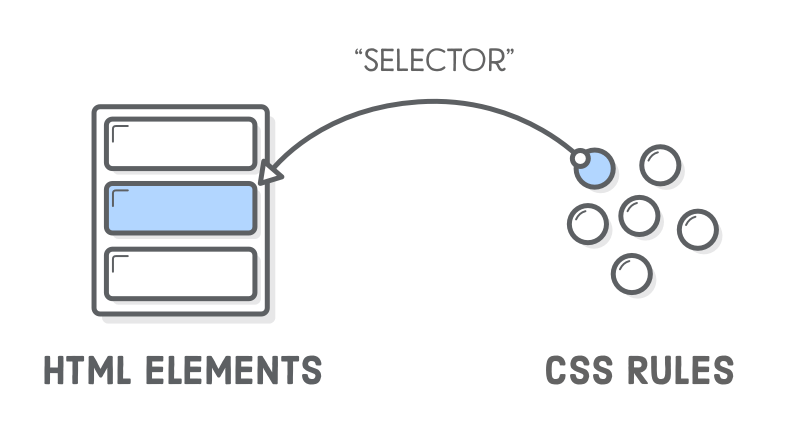 “SELECTOR”
HTML ELEMENTS
CSS RULES